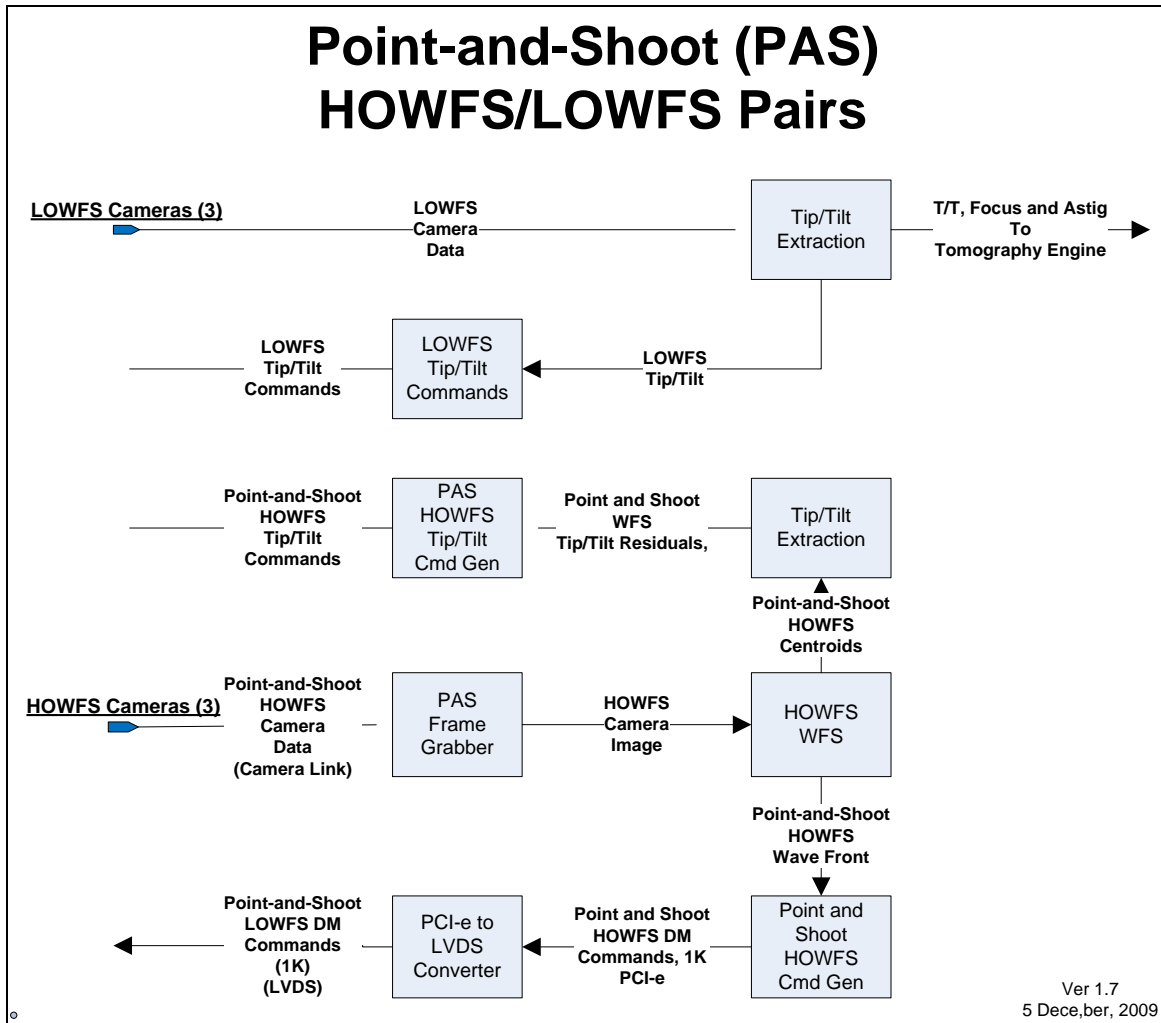 Point-and-Shoot (PAS)
HOWFS/LOWFS Pairs
LOWFS Cameras (3)
LOWFS
Camera
Data
Tip/Tilt
Extraction
T/T, Focus and Astig
To
Tomography Engine
LOWFS
Tip/Tilt
Commands
LOWFS
Tip/Tilt
Commands
LOWFS
Tip/Tilt
Point-and-Shoot
HOWFS
Tip/Tilt
Commands
PAS
HOWFS
Tip/Tilt
Cmd Gen
Point and Shoot
WFS
Tip/Tilt Residuals,
Tip/Tilt
Extraction
Point-and-Shoot
HOWFS
Centroids
HOWFS Cameras (3)
Point-and-Shoot
HOWFS
Camera
Data
(Camera Link)
PAS
Frame
Grabber
HOWFS
Camera
Image
HOWFS
WFS
Point-and-Shoot
HOWFS
Wave Front
Point-and-Shoot
LOWFS DM
Commands
(1K)
(LVDS)
PCI-e to
LVDS
Converter
Point and Shoot
HOWFS DM
Commands, 1K
PCI-e
Point and
Shoot
HOWFS
Cmd Gen
Ver 1.7
5 Dece,ber, 2009